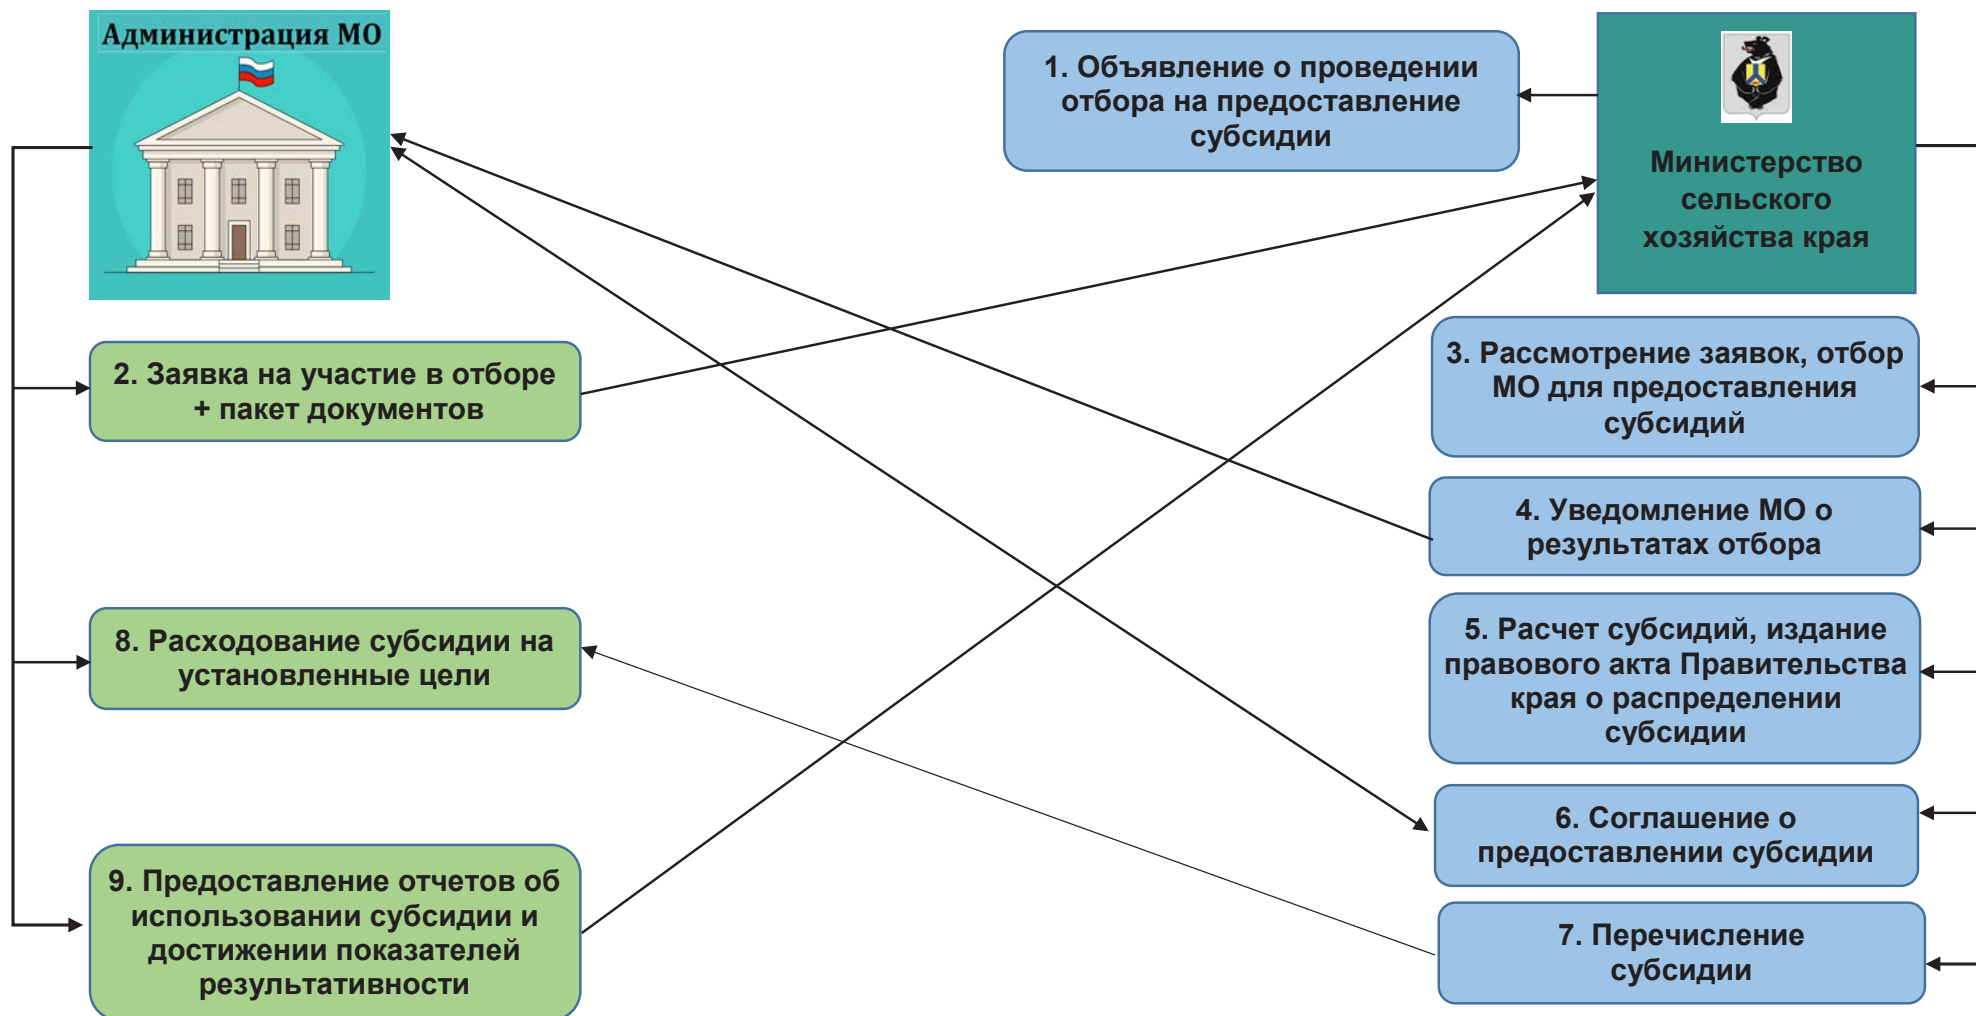 Администрация МО
1. Объявление о проведении
отбора на предоставление
субсидии
Министерство
сельского
хозяйства края
2. Заявка на участие в отборе
+ пакет документов
3. Рассмотрение заявок, отбор
МО для предоставления
субсидий
4. Уведомление МО о
результатах отбора
5. Расчет субсидий, издание
правового акта Правительства
края о распределении
субсидии
6. Соглашение о
предоставлении субсидии
7. Перечисление
субсидии
8. Расходование субсидии на
установленные цели
9. Предоставление отчетов об
использовании субсидии и
достижении показателей
результативности